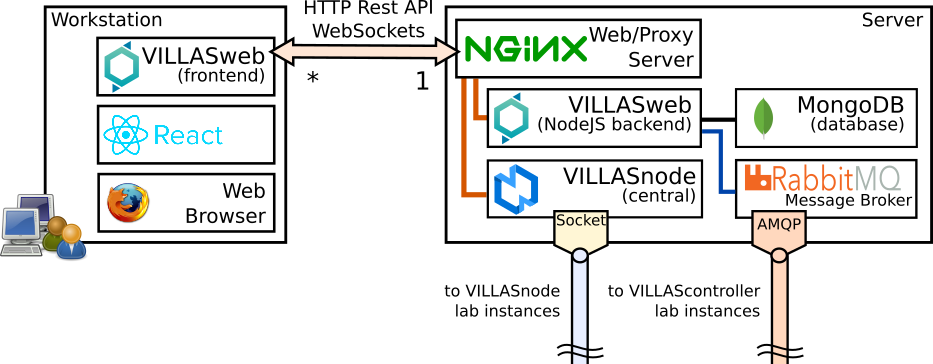 Workstation
VILLASweb
(frontend)
React
Web
Browser
HTTP Rest API
WebSockets
*
1
Server
NGINX
Web/Proxy
Server
VILLASweb
(NodeJS backend)
MongoDB
(database)
VILLASnode
(central)
RabbitMQ
Message Broker
Socket
AMQP
to VILLASnode
lab instances
to VILLAScontroller
lab instances